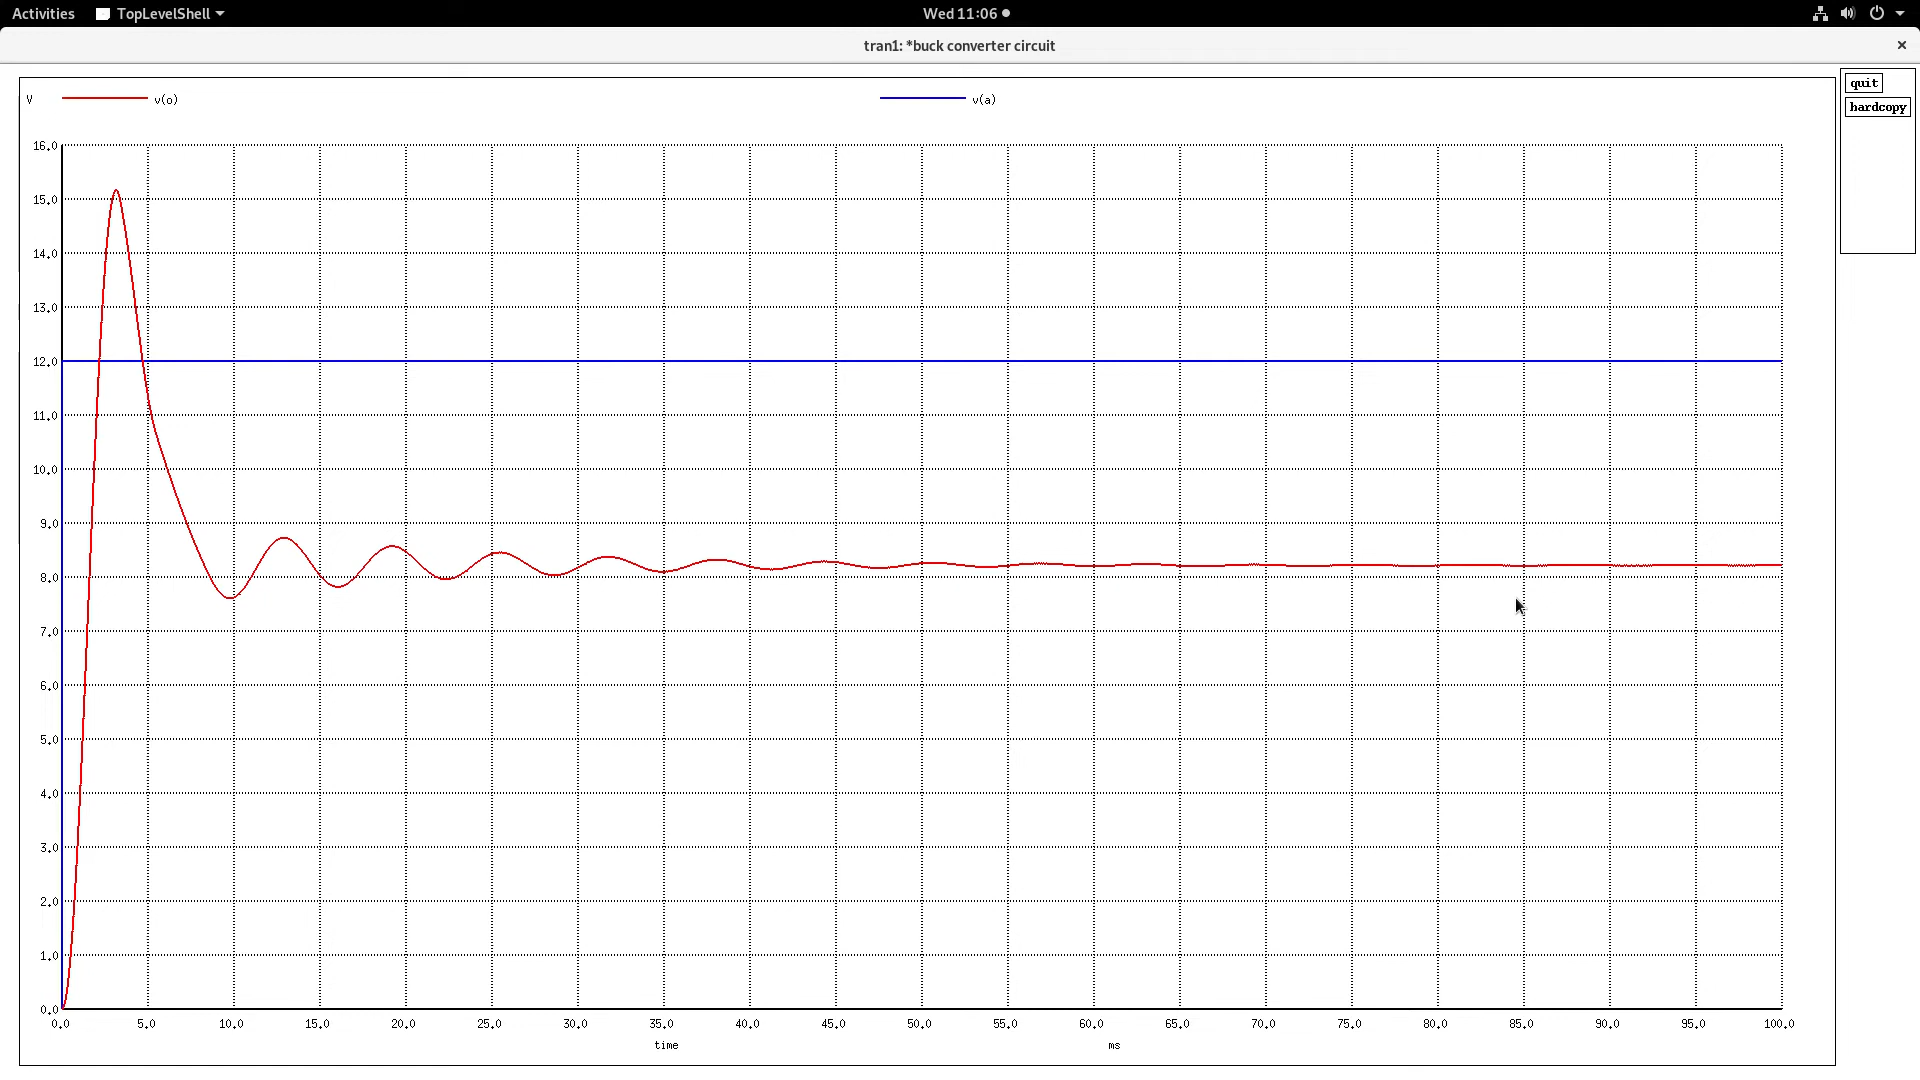 Activities TopLevelShell Wed 11:06
tran1: *buck converter circuit
quit
hardcopy
V v(o) v(a)
16.0
15.0
14.0
13.0
12.0
11.0
10.0
9.0
8.0
7.0
6.0
5.0
4.0
3.0
2.0
1.0
0.0
0.0 5.0 10.0 15.0 20.0 25.0 30.0 35.0 40.0 45.0 50.0 55.0 60.0 65.0 70.0 75.0 80.0 85.0 90.0 95.0 100.0
time ms